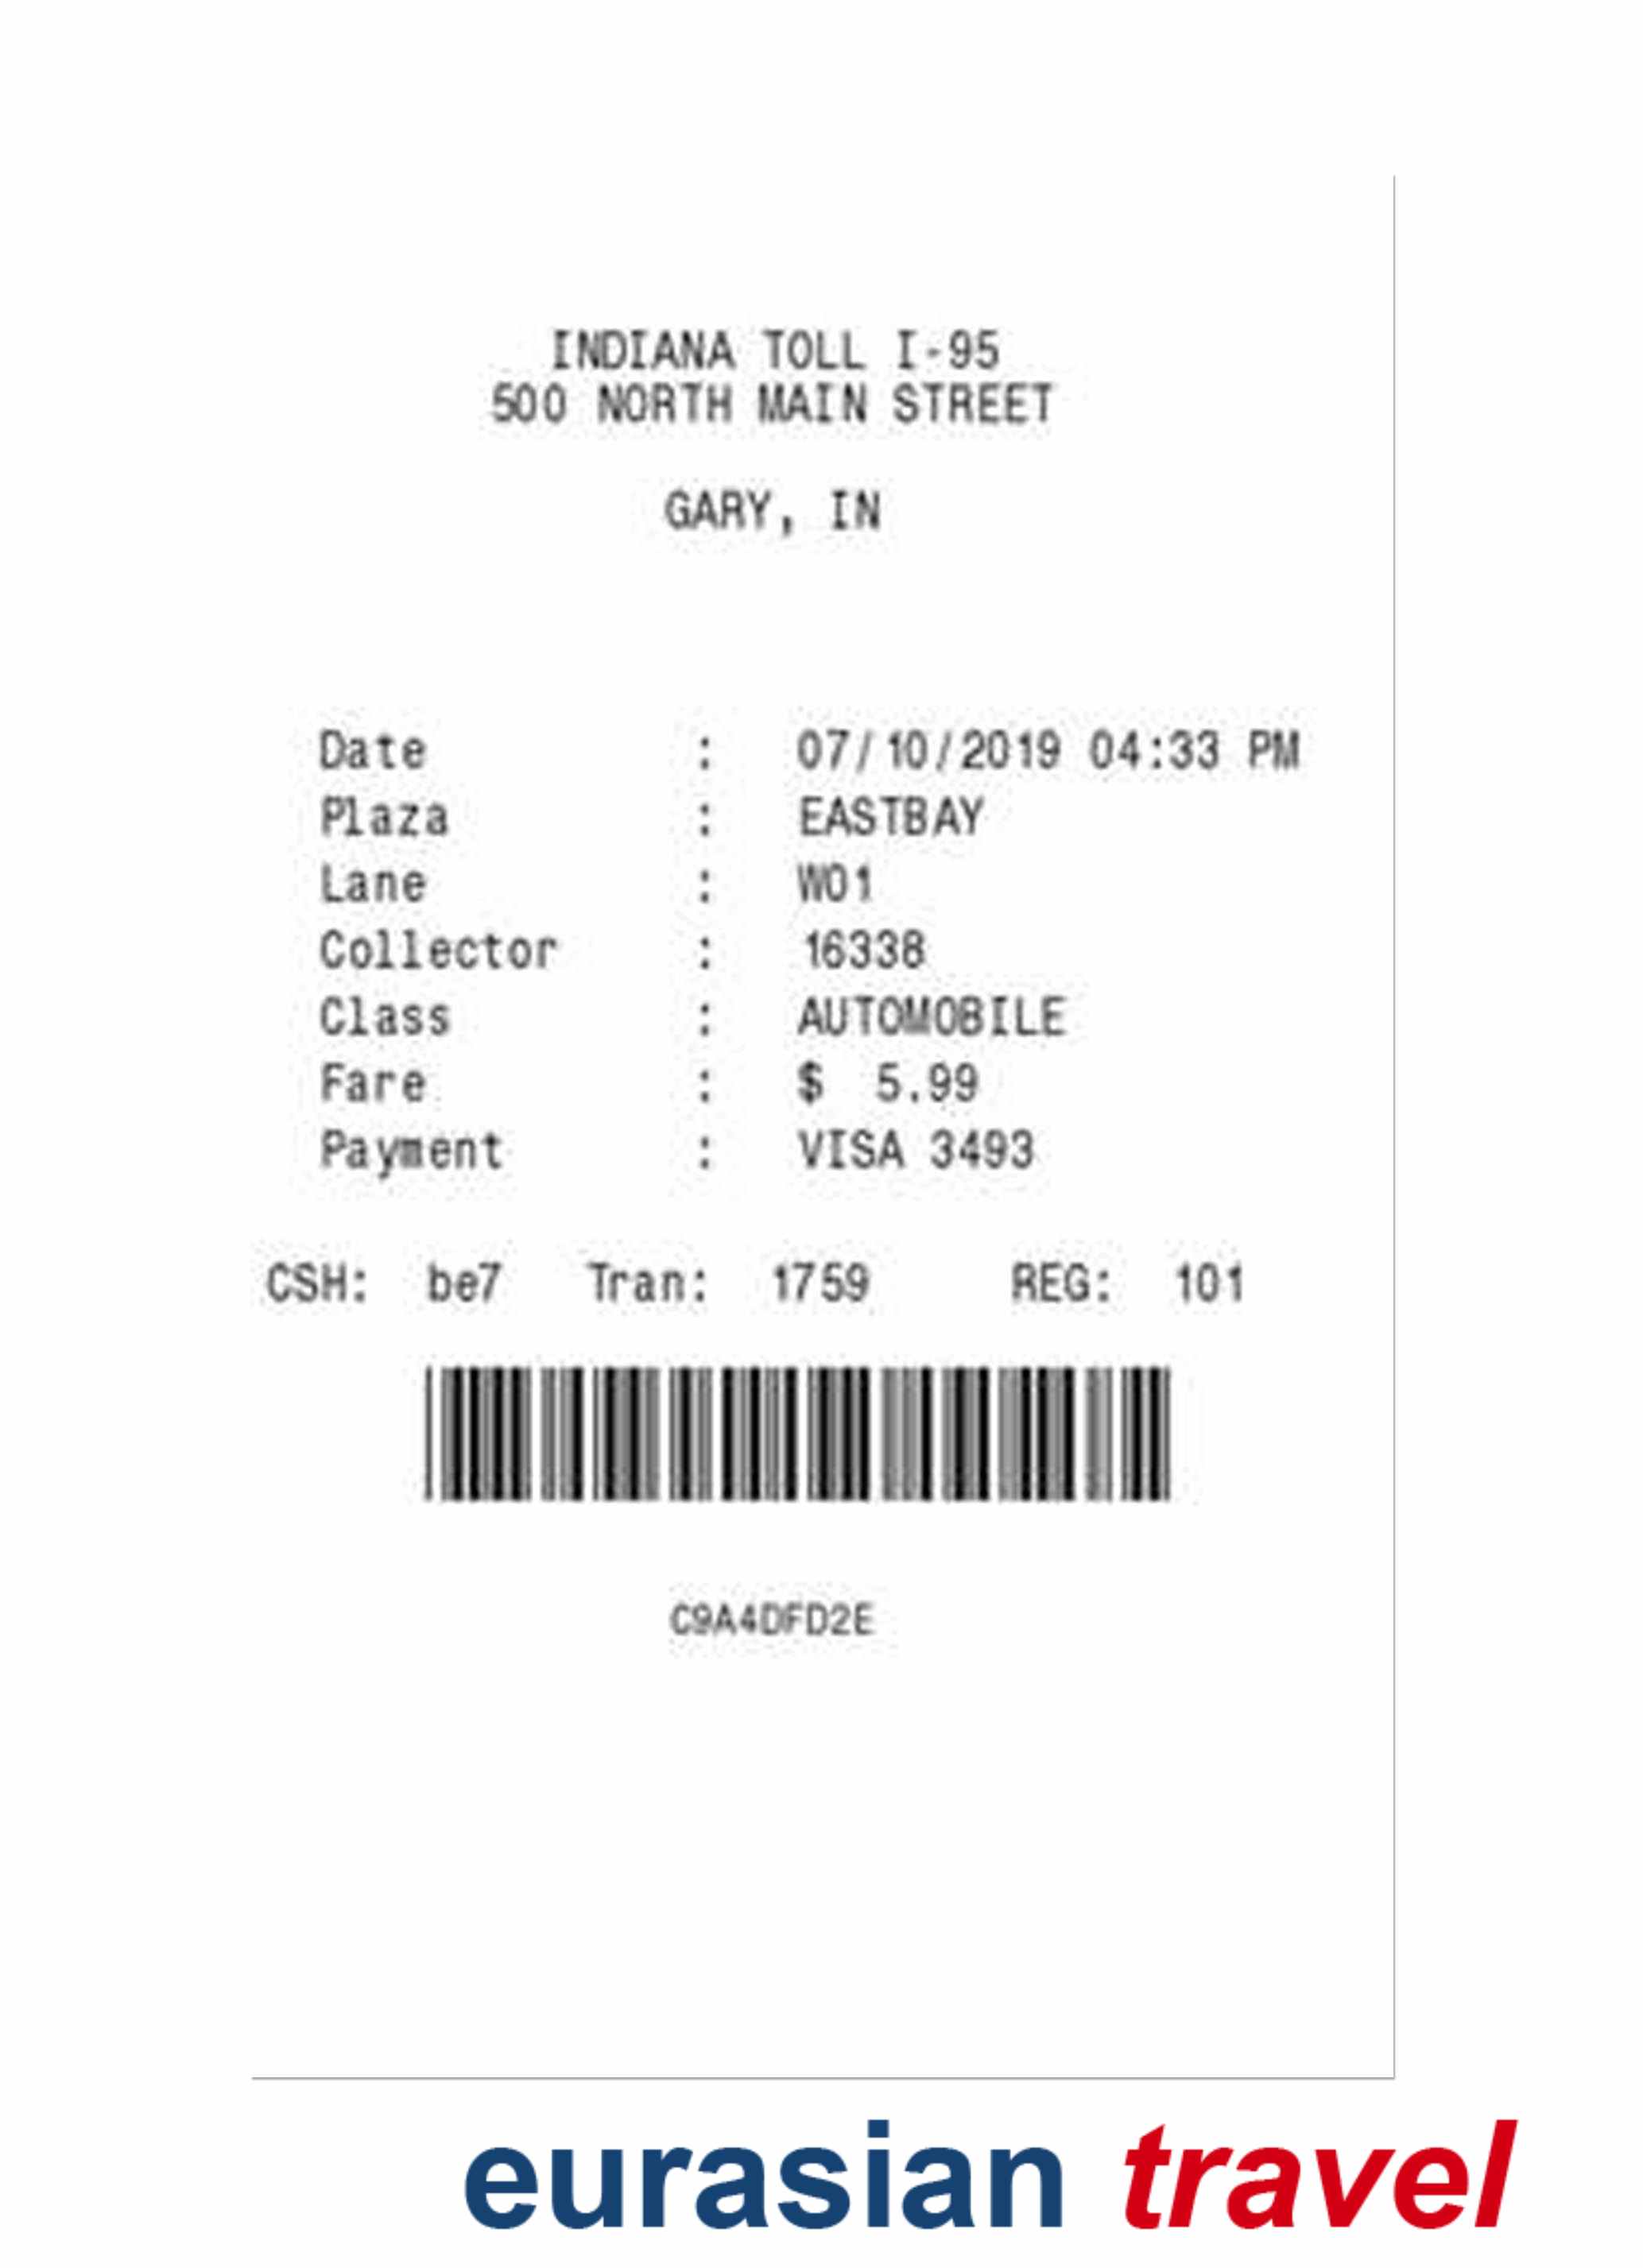 INDIANA TOLL I-95
500 NORTH MAIN STREET
GARY, IN
Date : 07/10/2019 04:33 PM
Plaza : EASTBAY
Lane : W01
Collector : 16338
Class : AUTOMOBILE
Fare : $ 5.99
Payment : VISA 3493
CSH: be7 Tran: 1759 REG: 101
C9A4DFD2E
eurasian travel